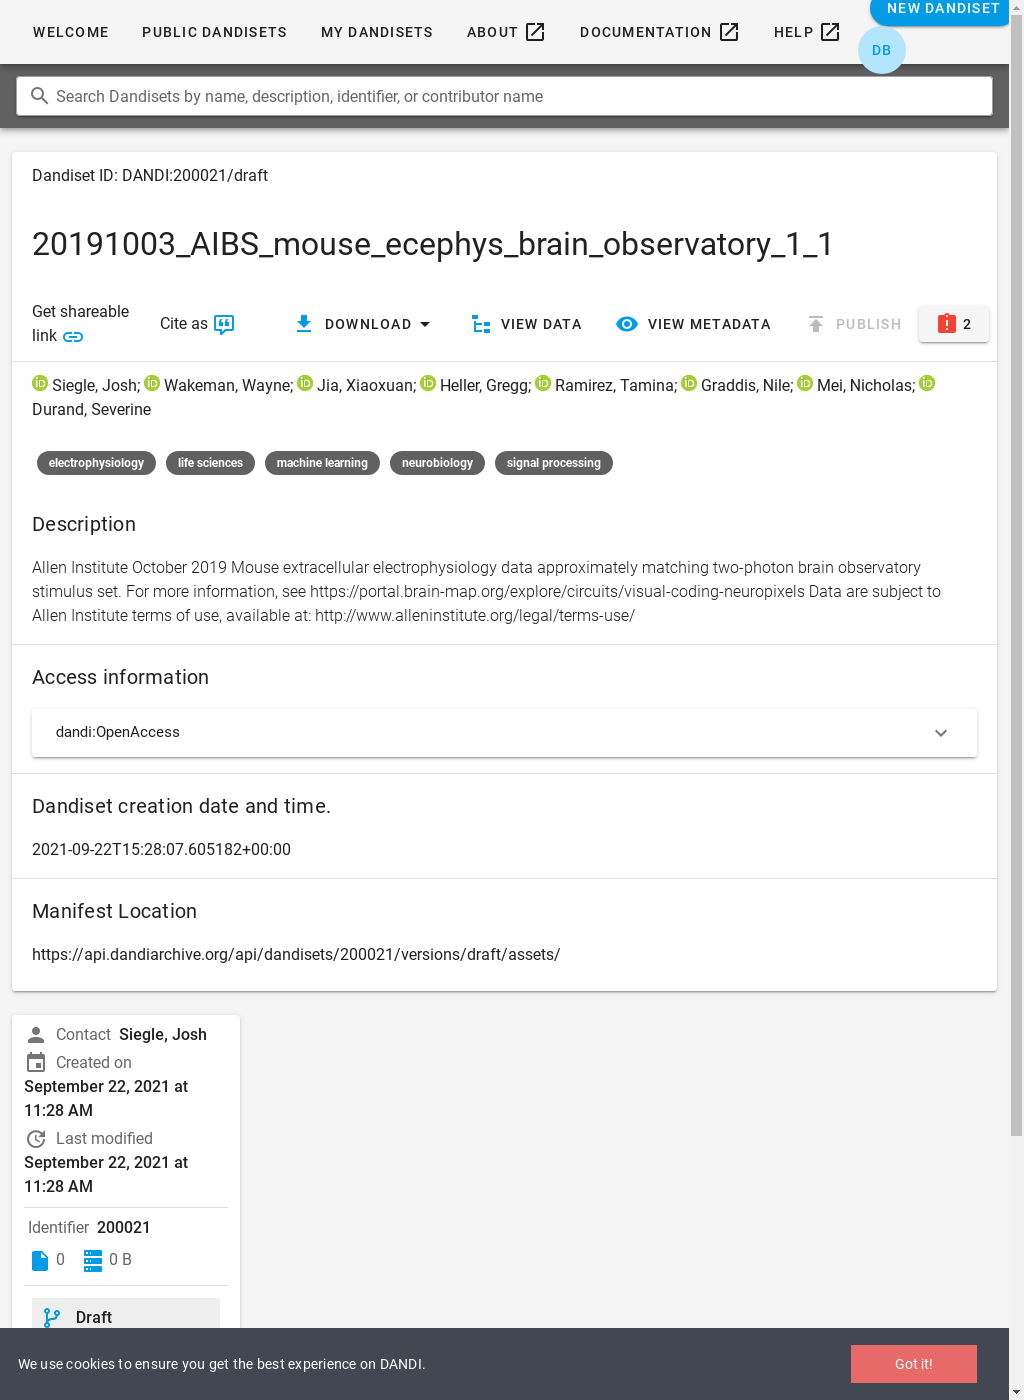 NEW DANDISET
WELCOME PUBLIC DANDISETS MY DANDISETS ABOUT DOCUMENTATION HELP
DB
Search Dandisets by name, description, identifier, or contributor name
Dandiset ID: DANDI:200021/draft
20191003_AIBS_mouse_ecephys_brain_observatory_1_1
Get shareable
link
Cite as DOWNLOAD VIEW DATA VIEW METADATA PUBLISH 2
Siegle, Josh; Wakeman, Wayne; Jia, Xiaoxuan; Heller, Gregg; Ramirez, Tamina; Graddis, Nile; Mei, Nicholas;
Durand, Severine
electrophysiology life sciences machine learning neurobiology signal processing
Description
Allen Institute October 2019 Mouse extracellular electrophysiology data approximately matching two-photon brain observatory
stimulus set. For more information, see https://portal.brain-map.org/explore/circuits/visual-coding-neuropixels Data are subject to
Allen Institute terms of use, available at: http://www.alleninstitute.org/legal/terms-use/
Access information
dandi:OpenAccess
Dandiset creation date and time.
2021-09-22T15:28:07.605182+00:00
Manifest Location
https://api.dandiarchive.org/api/dandisets/200021/versions/draft/assets/
Contact Siegle, Josh
Created on
September 22, 2021 at
11:28 AM
Last modified
September 22, 2021 at
11:28 AM
Identifier 200021
0 0 B
Draft
We use cookies to ensure you get the best experience on DANDI.
Got it!